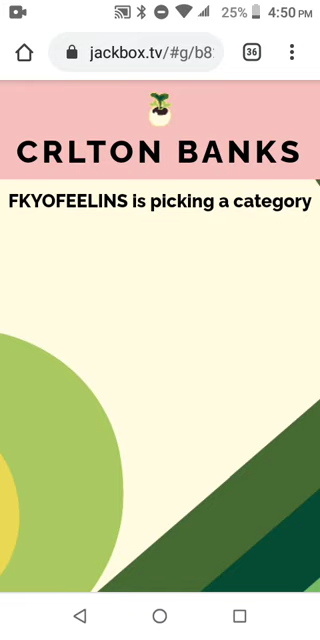 25% 4:50 PM
jackbox.tv/#g/b8
36
CRLTON BANKS
FKYOFEELINS is picking a category